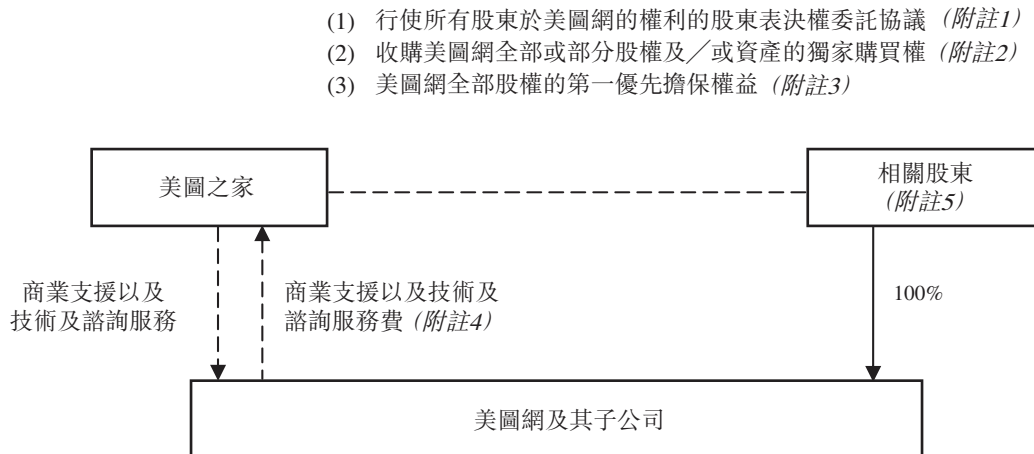 (1) 行使所有股東於美圖網的權利的股東表決權委託協議（附註1）
(2) 收購美圖網全部或部分股權及／或資產的獨家購買權（附註2）
(3) 美圖網全部股權的第一優先擔保權益（附註3）
美圖之家
相關股東
（附註5）
商業支援以及
技術及諮詢服務
商業支援以及技術及
諮詢服務費（附註4）
100%
美圖網及其子公司